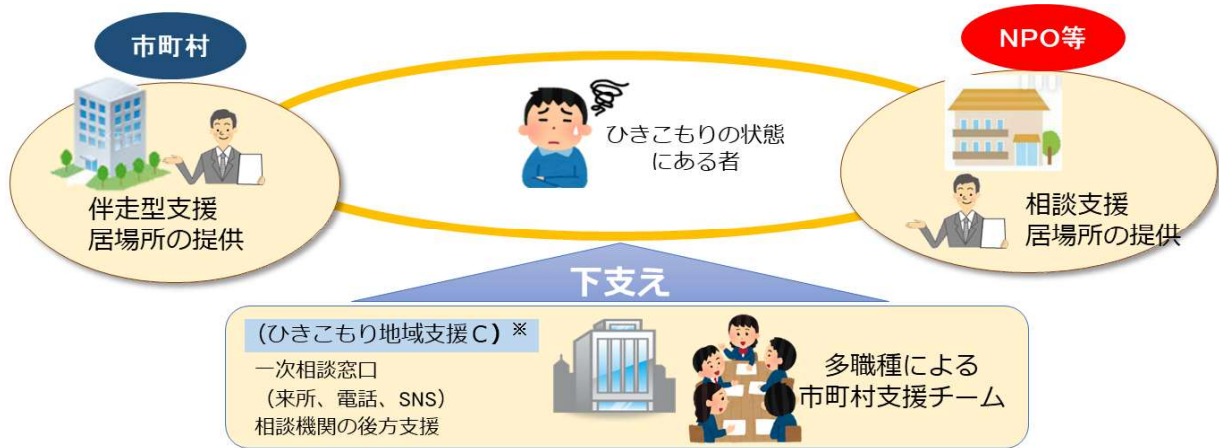 市町村
NPO等
ひきこもりの状態
にある者
伴走型支援
居場所の提供
相談支援
居場所の提供
下支え
(ひきこもり地域支援C)※
一次相談窓口
(来所、電話、SNS)
相談機関の後方支援
多職種による
市町村支援チーム